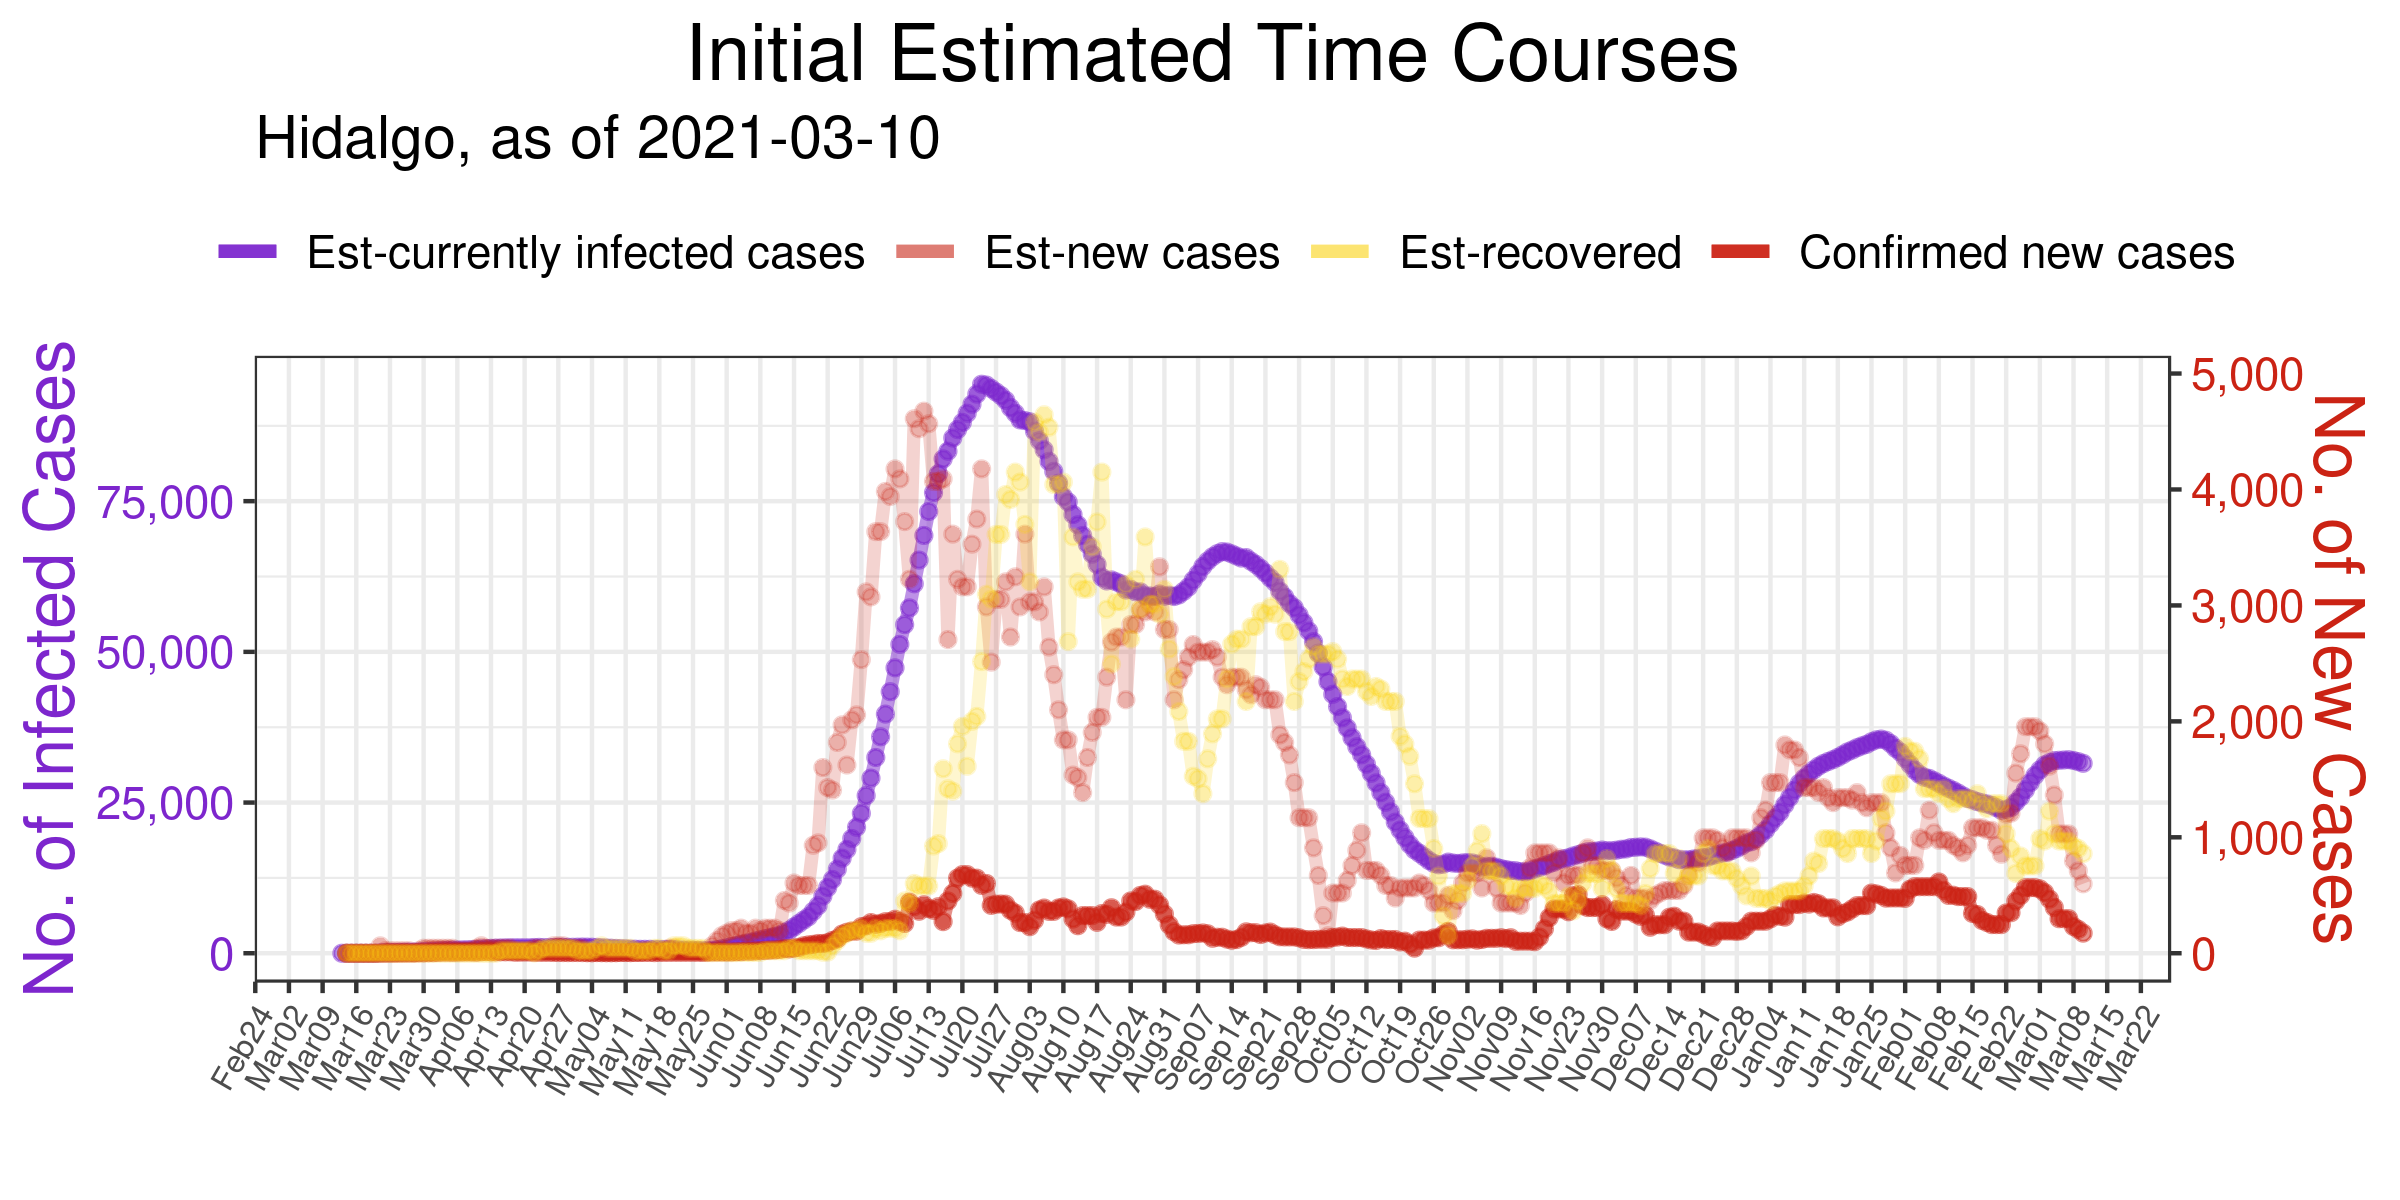 Initial Estimated Time Courses
Hidalgo, as of 2021-03-10
Est-currently infected cases
Est-new cases
Est-recovered
Confirmed new cases
No. of Infected Cases
75,000
50,000
25,000
0
5,000
4,000
3,000
2,000
1,000
0
No. of New Cases
Feb24
Mar02
Mar09
Mar16
Mar23
Mar30
Apr06
Apr13
Apr20
Apr27
May04
May11
May18
May25
Jun01
Jun08
Jun15
Jun22
Jun29
Jul06
Jul13
Jul20
Jul27
Aug03
Aug10
Aug17
Aug24
Aug31
Sep07
Sep14
Sep21
Sep28
Oct05
Oct12
Oct19
Oct26
Nov02
Nov09
Nov16
Nov23
Nov30
Dec07
Dec14
Dec21
Dec28
Jan04
Jan11
Jan18
Jan25
Feb01
Feb08
Feb15
Feb22
Mar01
Mar08
Mar15
Mar22